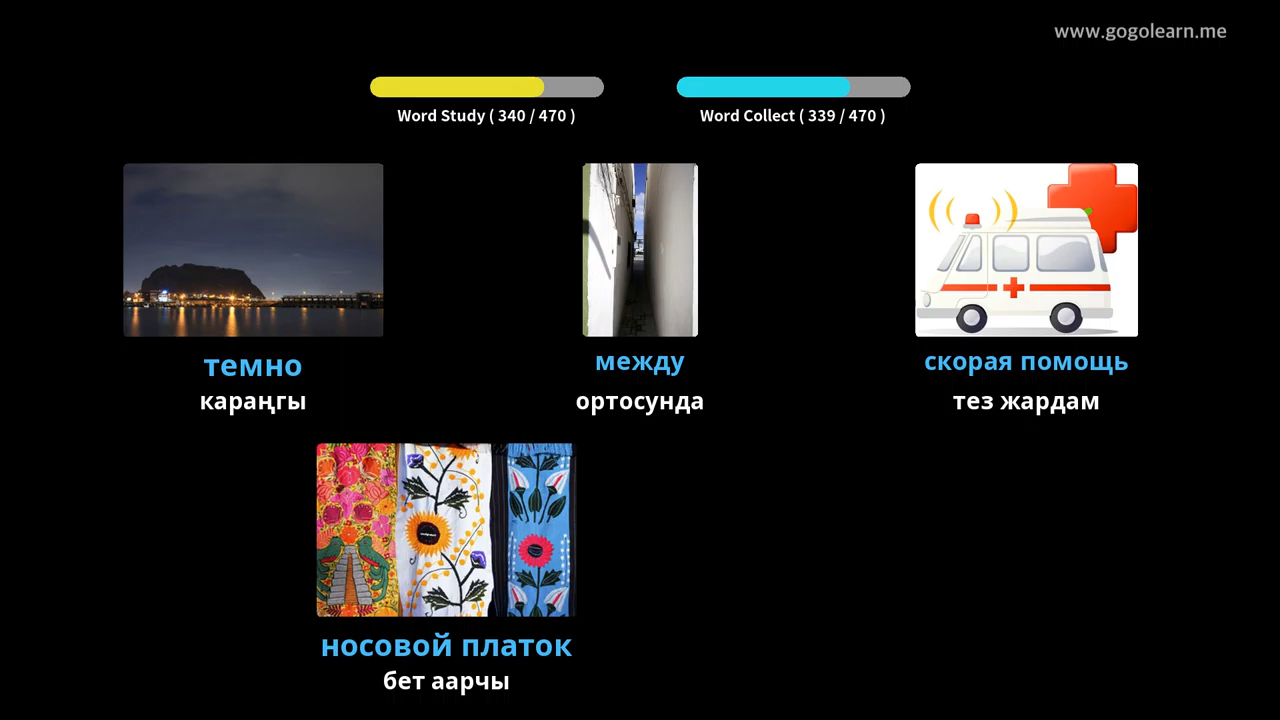 www.gogolearn.me
Word Study ( 340 / 470 )
Word Collect ( 339 / 470 )
темно
караңгы
между
ортосунда
скорая помощь
тез жардам
носовой платок
бет аарчы